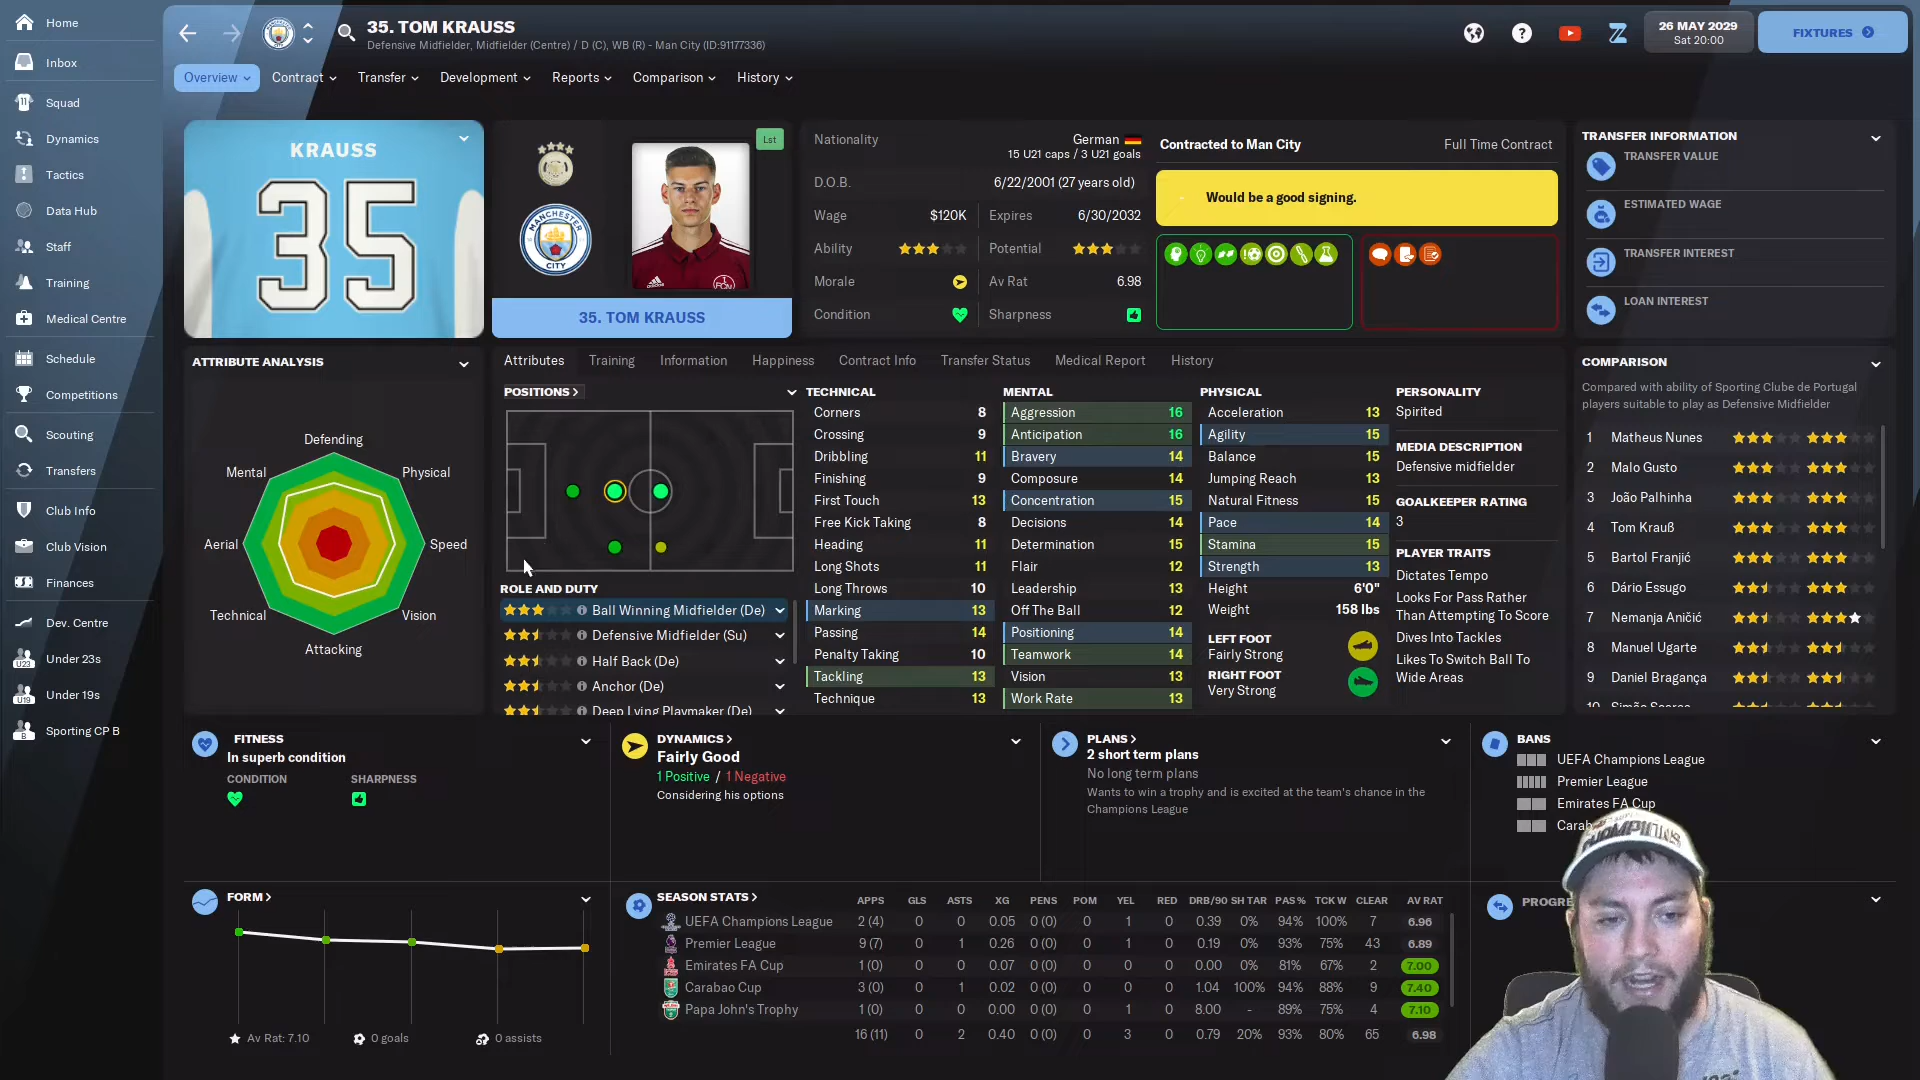 Home
Inbox
Squad
Dynamics
Tactics
Data Hub
Staff
Training
Medical Centre
Schedule
Competitions
Scouting
Transfers
Club Info
Club Vision
Finances
Dev. Centre
U23 Under 23s
U19 Under 19s
B Sporting CP B
35. TOM KRAUSS
Defensive Midfielder, Midfielder (Centre) / D (C), WB (R) - Man City (ID:91177336)
26 MAY 2029
Sat 20:00
FIXTURES
Overview Contract Transfer Development Reports Comparison History
KRAUSS
35
MANCHESTER
CITY
Lst
35. TOM KRAUSS
Nationality German
15 U21 caps / 3 U21 goals
D.O.B. 6/22/2001 (27 years old)
Wage $120K Expires 6/30/2032
Ability Potential
Morale Av Rat 6.98
Condition Sharpness
Contracted to Man City Full Time Contract
Would be a good signing.
TRANSFER INFORMATION
TRANSFER VALUE
ESTIMATED WAGE
TRANSFER INTEREST
LOAN INTEREST
ATTRIBUTE ANALYSIS
Defending
Mental Physical
Aerial Speed
Technical Vision
Attacking
Attributes Training Information Happiness Contract Info Transfer Status Medical Report History
POSITIONS >
ROLE AND DUTY
Ball Winning Midfielder (De)
Defensive Midfielder (Su)
Half Back (De)
Anchor (De)
Deep Lying Playmaker (De)
TECHNICAL
Corners 8
Crossing 9
Dribbling 11
Finishing 9
First Touch 13
Free Kick Taking 8
Heading 11
Long Shots 11
Long Throws 10
Marking 13
Passing 14
Penalty Taking 10
Tackling 13
Technique 13
MENTAL
Aggression 16
Anticipation 16
Bravery 14
Composure 14
Concentration 15
Decisions 14
Determination 15
Flair 12
Leadership 13
Off The Ball 12
Positioning 14
Teamwork 14
Vision 13
Work Rate 13
PHYSICAL
Acceleration 13
Agility 15
Balance 15
Jumping Reach 13
Natural Fitness 15
Pace 14
Stamina 15
Strength 13
Height 6'0"
Weight 158 lbs
LEFT FOOT
Fairly Strong
RIGHT FOOT
Very Strong
PERSONALITY
Spirited
MEDIA DESCRIPTION
Defensive midfielder
GOALKEEPER RATING
3
PLAYER TRAITS
Dictates Tempo
Looks For Pass Rather
Than Attempting To Score
Dives Into Tackles
Likes To Switch Ball To
Wide Areas
COMPARISON
Compared with ability of Sporting Clube de Portugal
players suitable to play as Defensive Midfielder
1 Matheus Nunes
2 Malo Gusto
3 João Palhinha
4 Tom Krauß
5 Bartol Franjić
6 Dário Essugo
7 Nemanja Aničić
8 Manuel Ugarte
9 Daniel Bragança
FITNESS
In superb condition
CONDITION SHARPNESS
DYNAMICS >
Fairly Good
1 Positive / 1 Negative
Considering his options
PLANS >
2 short term plans
No long term plans
Wants to win a trophy and is excited at the team's chance in the
Champions League
BANS
UEFA Champions League
Premier League
Emirates FA Cup
Carab
CHAMPIONS
FORM >
Av Rat: 7.10 0 goals 0 assists
SEASON STATS > APPS GLS ASTS XG PENS POM YEL RED DRB/90 SH TAR PAS % TCK W CLEAR AV RAT
UEFA Champions League 2 (4) 0 0 0.05 0 (0) 0 1 0 0.39 0% 94% 100% 7 6.96
Premier League 9 (7) 0 1 0.26 0 (0) 0 1 0 0.19 0% 93% 75% 43 6.89
Emirates FA Cup 1 (0) 0 0 0.07 0 (0) 0 0 0 0.00 0% 81% 67% 2 7.00
Carabao Cup 3 (0) 0 1 0.02 0 (0) 0 0 0 1.04 100% 94% 88% 9 7.40
Papa John's Trophy 1 (0) 0 0 0.00 0 (0) 0 1 0 8.00 - 89% 75% 4 7.10
16 (11) 0 2 0.40 0 (0) 0 3 0 0.79 20% 93% 80% 65 6.98
PROGRE